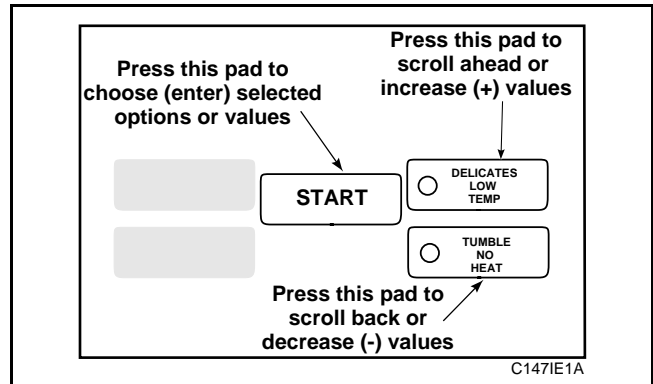 Press this pad to
choose (enter) selected
options or values
Press this pad to
scroll ahead or
increase (+) values
START
DELICATES
LOW
TEMP
TUMBLE
NO
HEAT
Press this pad to
scroll back or
decrease (-) values
C147IE1A